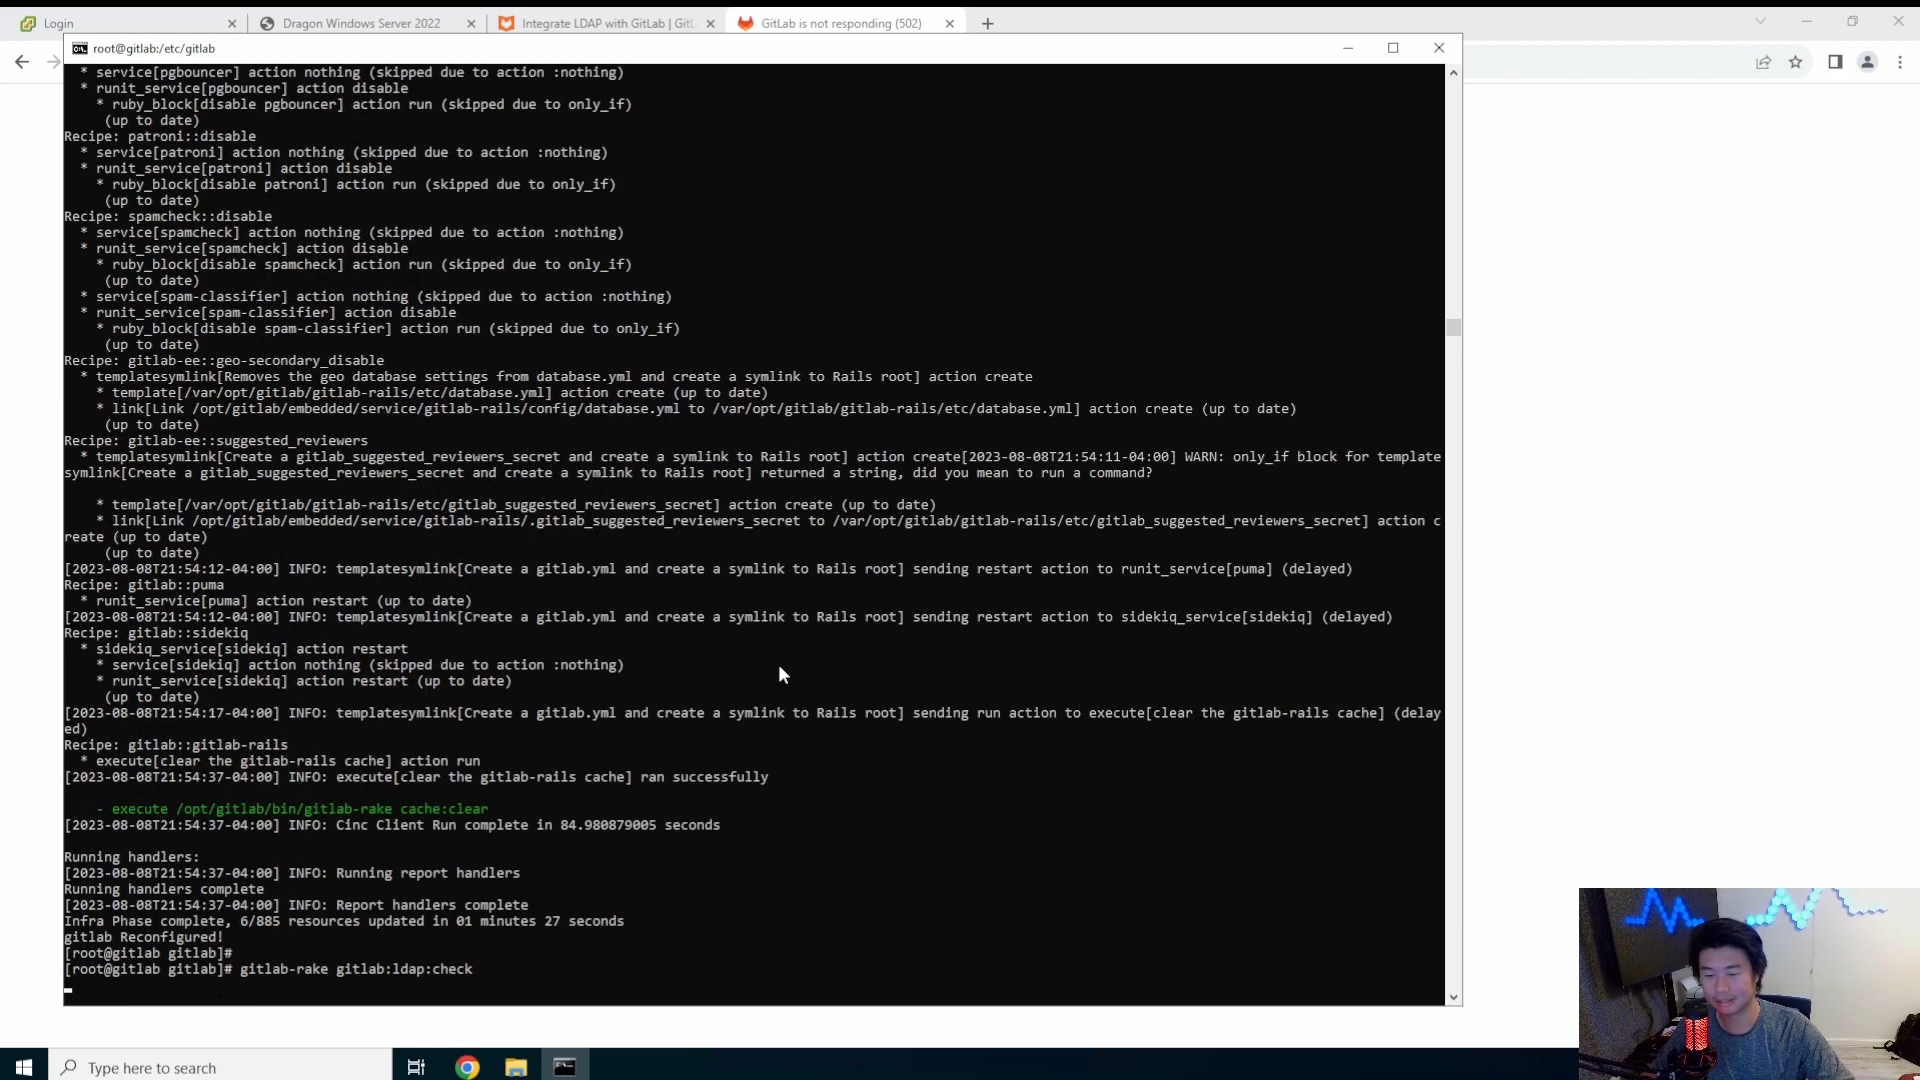 Login
Dragon Windows Server 2022
Integrate LDAP with GitLab | GitL
GitLab is not responding (502)
root@gitlab:/etc/gitlab
* service[pgbouncer] action nothing (skipped due to action :nothing)
* runit_service[pgbouncer] action disable
* ruby_block[disable pgbouncer] action run (skipped due to only_if)
(up to date)
Recipe: patroni::disable
* service[patroni] action nothing (skipped due to action :nothing)
* runit_service[patroni] action disable
* ruby_block[disable patroni] action run (skipped due to only_if)
(up to date)
Recipe: spamcheck::disable
* service[spamcheck] action nothing (skipped due to action :nothing)
* runit_service[spamcheck] action disable
* ruby_block[disable spamcheck] action run (skipped due to only_if)
(up to date)
* service[spam-classifier] action nothing (skipped due to action :nothing)
* runit_service[spam-classifier] action disable
* ruby_block[disable spam-classifier] action run (skipped due to only_if)
(up to date)
Recipe: gitlab-ee::geo-secondary_disable
* templatesymlink[Removes the geo database settings from database.yml and create a symlink to Rails root] action create
* template[/var/opt/gitlab/gitlab-rails/etc/database.yml] action create (up to date)
* link[Link /opt/gitlab/embedded/service/gitlab-rails/config/database.yml to /var/opt/gitlab/gitlab-rails/etc/database.yml] action create (up to date)
(up to date)
Recipe: gitlab-ee::suggested_reviewers
* templatesymlink[Create a gitlab_suggested_reviewers_secret and create a symlink to Rails root] action create[2023-08-08T21:54:11-04:00] WARN: only_if block for template
symlink[Create a gitlab_suggested_reviewers_secret and create a symlink to Rails root] returned a string, did you mean to run a command?
* template[/var/opt/gitlab/gitlab-rails/etc/gitlab_suggested_reviewers_secret] action create (up to date)
* link[Link /opt/gitlab/embedded/service/gitlab-rails/.gitlab_suggested_reviewers_secret to /var/opt/gitlab/gitlab-rails/etc/gitlab_suggested_reviewers_secret] action c
reate (up to date)
(up to date)
[2023-08-08T21:54:12-04:00] INFO: templatesymlink[Create a gitlab.yml and create a symlink to Rails root] sending restart action to runit_service[puma] (delayed)
Recipe: gitlab::puma
* runit_service[puma] action restart (up to date)
[2023-08-08T21:54:12-04:00] INFO: templatesymlink[Create a gitlab.yml and create a symlink to Rails root] sending restart action to sidekiq_service[sidekiq] (delayed)
Recipe: gitlab::sidekiq
* sidekiq_service[sidekiq] action restart
* service[sidekiq] action nothing (skipped due to action :nothing)
* runit_service[sidekiq] action restart (up to date)
(up to date)
[2023-08-08T21:54:17-04:00] INFO: templatesymlink[Create a gitlab.yml and create a symlink to Rails root] sending run action to execute[clear the gitlab-rails cache] (delay
ed)
Recipe: gitlab::gitlab-rails
* execute[clear the gitlab-rails cache] action run
[2023-08-08T21:54:37-04:00] INFO: execute[clear the gitlab-rails cache] ran successfully
- execute /opt/gitlab/bin/gitlab-rake cache:clear
[2023-08-08T21:54:37-04:00] INFO: Cinc Client Run complete in 84.980879005 seconds
Running handlers:
[2023-08-08T21:54:37-04:00] INFO: Running report handlers
Running handlers complete
[2023-08-08T21:54:37-04:00] INFO: Report handlers complete
Infra Phase complete, 6/885 resources updated in 01 minutes 27 seconds
gitlab Reconfigured!
[root@gitlab gitlab]#
[root@gitlab gitlab]# gitlab-rake gitlab:ldap:check
Type here to search